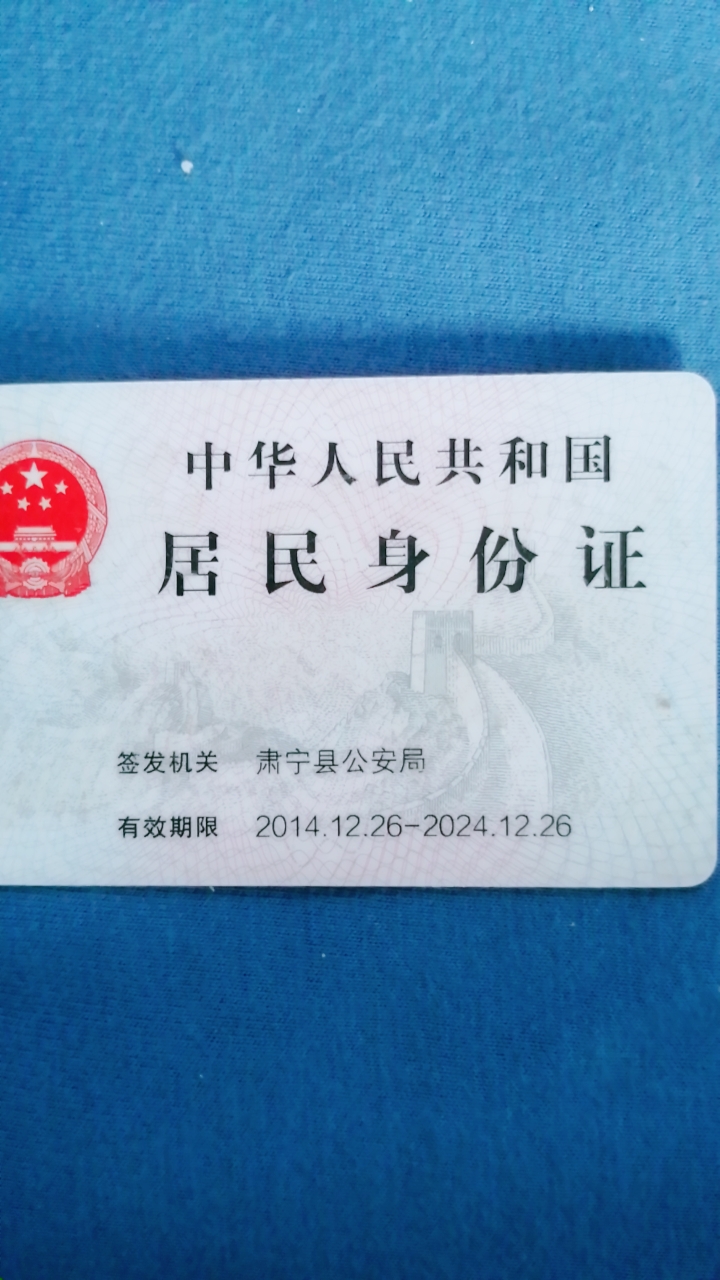 中华人民共和国
居民身份证
签发机关 肃宁县公安局
有效期限 2014.12.26-2024.12.26